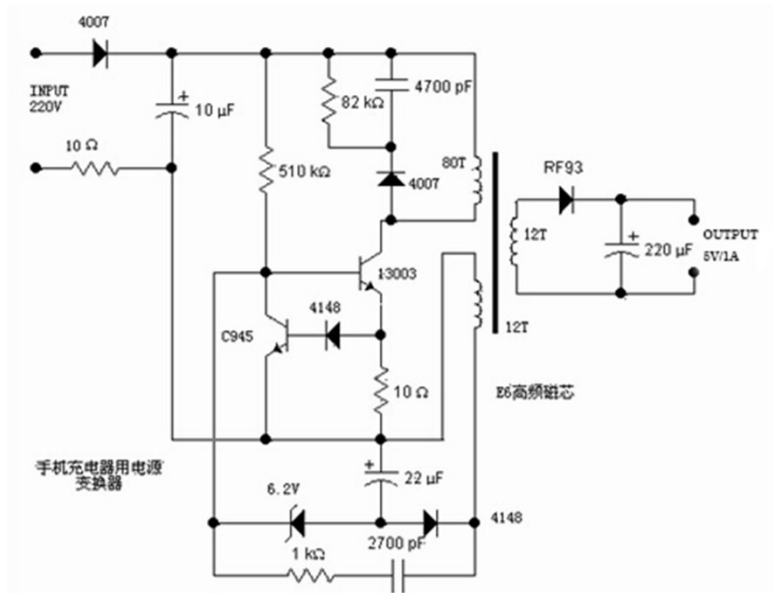 4007
INPUT
220V
10 μF
10 Ω
82 kΩ
4700 pF
510 kΩ
4007
80T
RF93
12T
220 μF
OUTPUT
5V/1A
13003
4148
C945
12T
10 Ω
E6高频磁芯
手机充电器用电源
变换器
22 μF
6.2V
4148
2700 pF
1 kΩ